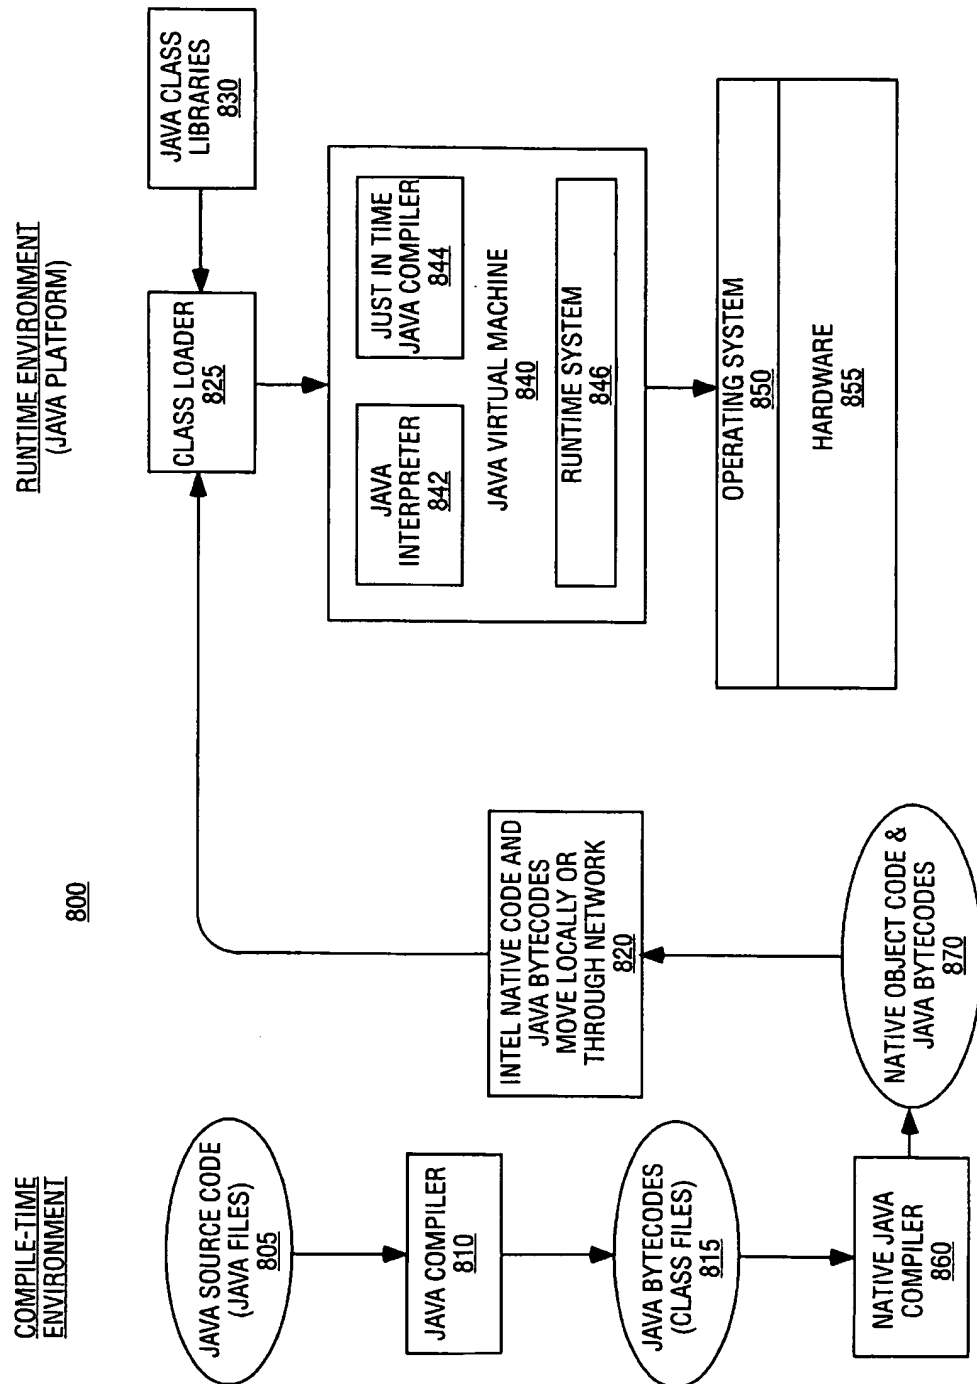 COMPILE-TIME
ENVIRONMENT
800
RUNTIME ENVIRONMENT
(JAVA PLATFORM)
JAVA SOURCE CODE
(JAVA FILES)
805
JAVA COMPILER
810
JAVA BYTECODES
(CLASS FILES)
815
NATIVE JAVA
COMPILER
860
NATIVE OBJECT CODE &
JAVA BYTECODES
870
INTEL NATIVE CODE AND
JAVA BYTECODES
MOVE LOCALLY OR
THROUGH NETWORK
820
CLASS LOADER
825
JAVA CLASS
LIBRARIES
830
JAVA
INTERPRETER
842
JUST IN TIME
JAVA COMPILER
844
JAVA VIRTUAL MACHINE
840
RUNTIME SYSTEM
846
OPERATING SYSTEM
850
HARDWARE
855